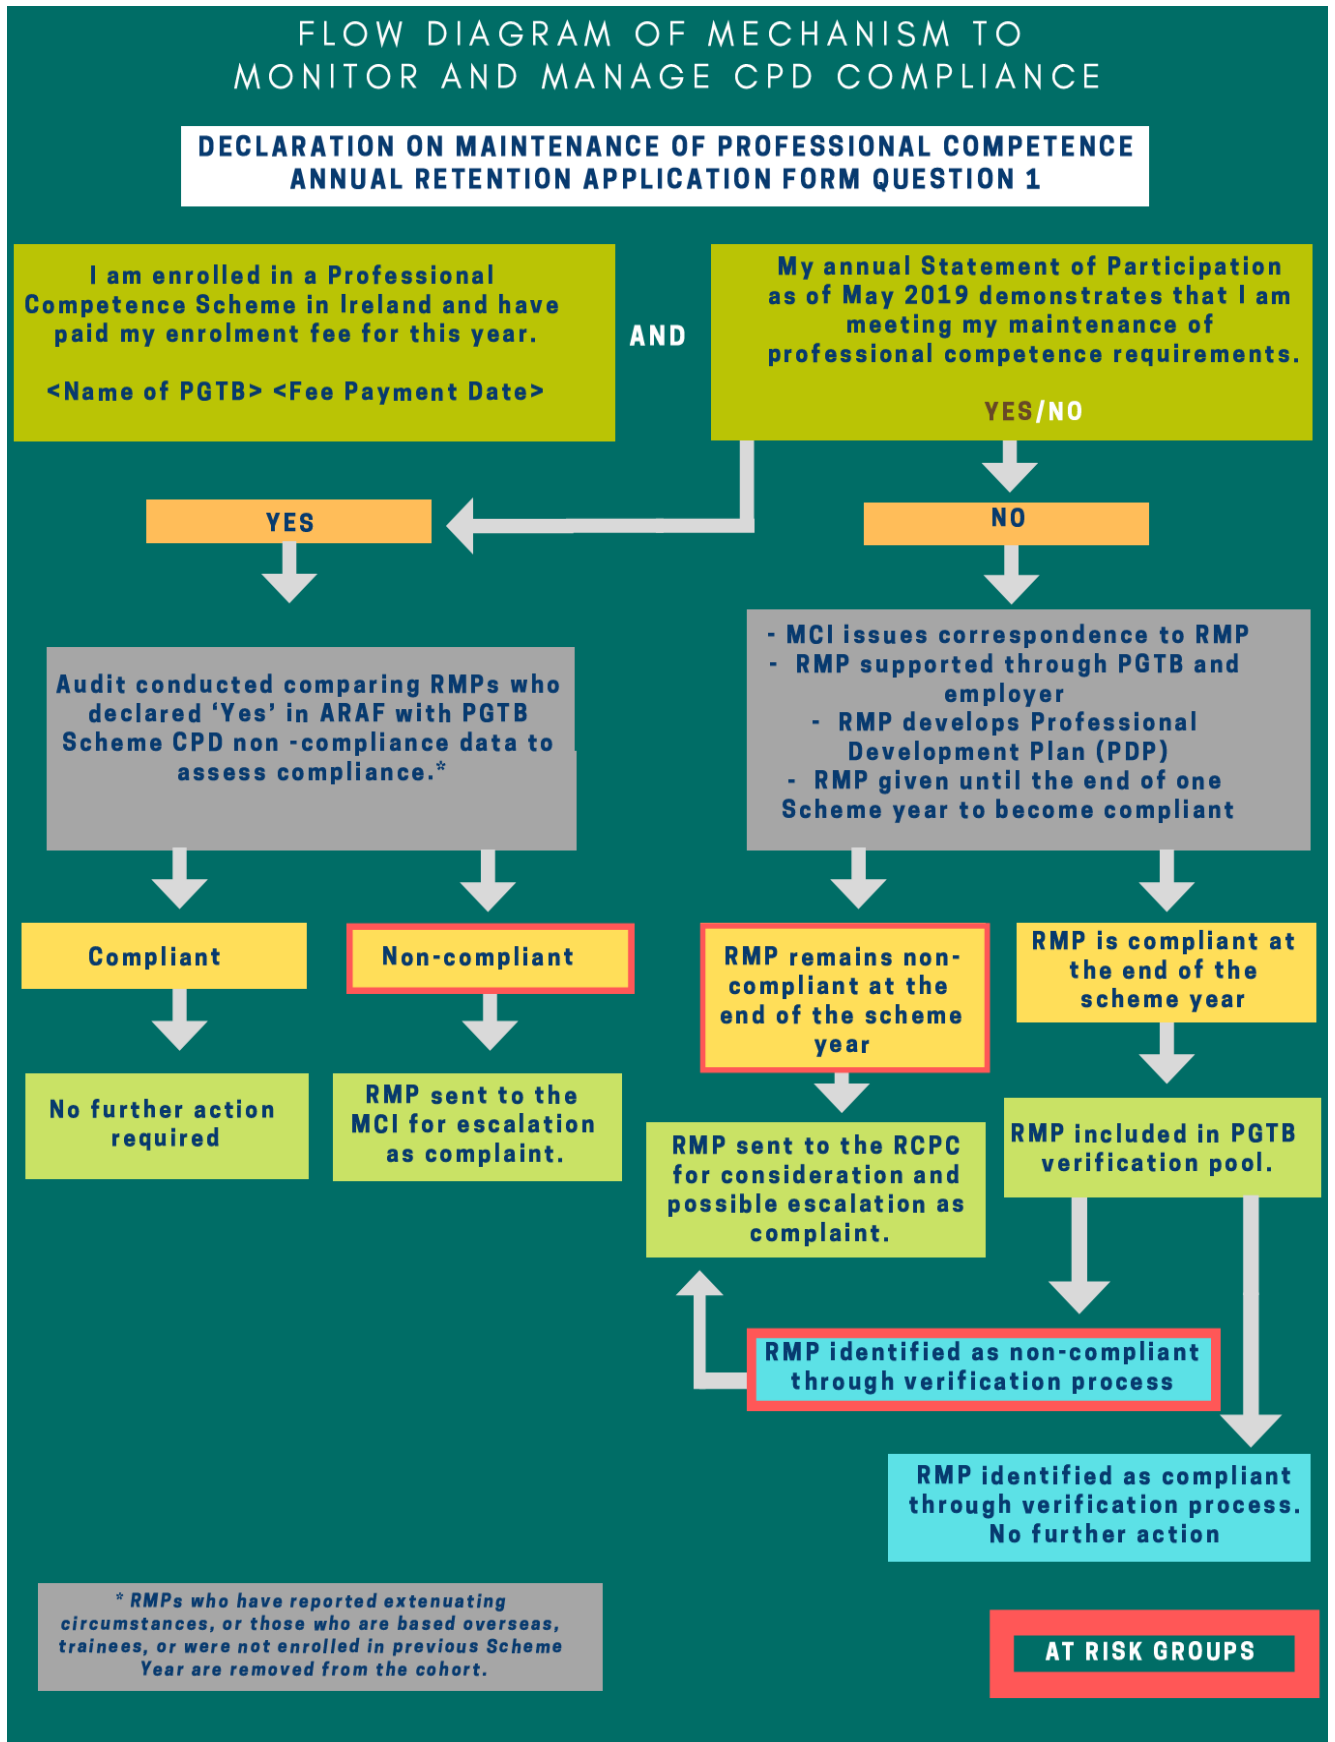 FLOW DIAGRAM OF MECHANISM TO
MONITOR AND MANAGE CPD COMPLIANCE
DECLARATION ON MAINTENANCE OF PROFESSIONAL COMPETENCE
ANNUAL RETENTION APPLICATION FORM QUESTION 1
I am enrolled in a Professional
Competence Scheme in Ireland and have
paid my enrolment fee for this year.
<Name of PGTB> <Fee Payment Date>
AND
My annual Statement of Participation
as of May 2019 demonstrates that I am
meeting my maintenance of
professional competence requirements.
YES/NO
YES
NO
Audit conducted comparing RMPs who
declared ‘Yes’ in ARAF with PGTB
Scheme CPD non -compliance data to
assess compliance.*
- MCI issues correspondence to RMP
- RMP supported through PGTB and
employer
- RMP develops Professional
Development Plan (PDP)
- RMP given until the end of one
Scheme year to become compliant
Compliant
Non-compliant
RMP remains non-
compliant at the
end of the scheme
year
RMP is compliant at
the end of the
scheme year
No further action
required
RMP sent to the
MCI for escalation
as complaint.
RMP sent to the RCPC
for consideration and
possible escalation as
complaint.
RMP included in PGTB
verification pool.
RMP identified as non-compliant
through verification process
RMP identified as compliant
through verification process.
No further action
* RMPs who have reported extenuating
circumstances, or those who are based overseas,
trainees, or were not enrolled in previous Scheme
Year are removed from the cohort.
AT RISK GROUPS